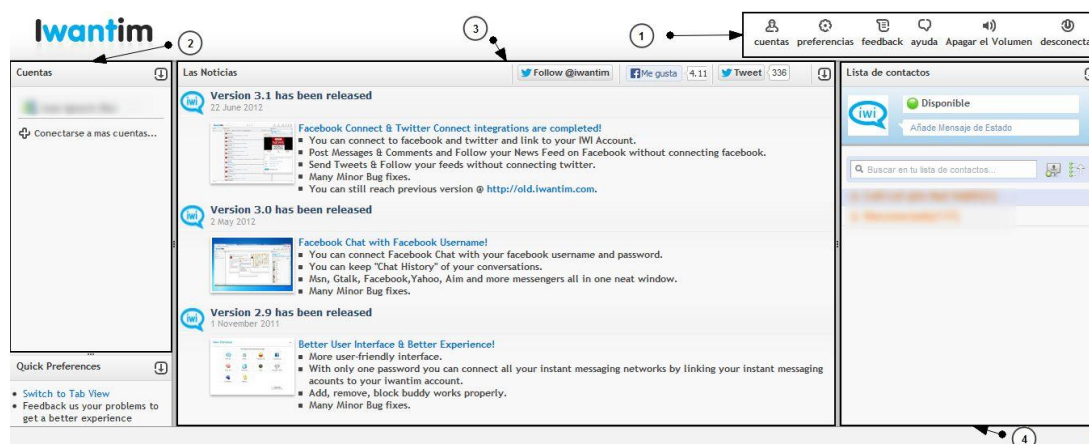 Iwantim
1
2
3
cuentas preferencias feedback ayuda Apagar el Volumen desconecta
Cuentas
Conectarse a mas cuentas...
Quick Preferences
Switch to Tab View
Feedback us your problems to
get a better experience
Las Noticias
Follow @iwantim
Me gusta 4,11
Tweet 336
iwi
Version 3.1 has been released
22 June 2012
Facebook Connect & Twitter Connect integrations are completed!
You can connect to facebook and twitter and link to your IWI Account.
Post Messages & Comments and Follow your News Feed on Facebook without connecting facebook.
Send Tweets & Follow your feeds without connecting twitter.
Many Minor Bug fixes.
You can still reach previous version @ http://old.iwantim.com.
iwi
Version 3.0 has been released
2 May 2012
Facebook Chat with Facebook Username!
You can connect Facebook Chat with your facebook username and password.
You can keep "Chat History" of your conversations.
Msn, Gtalk, Facebook,Yahoo, Aim and more messengers all in one neat window.
Many Minor Bug fixes.
iwi
Version 2.9 has been released
1 November 2011
Better User Interface & Better Experience!
More user-friendly interface.
With only one password you can connect all your instant messaging networks by linking your instant messaging
acounts to your iwantim account.
Add, remove, block buddy works properly.
Many Minor Bug fixes.
Lista de contactos
iwi
Disponible
Añade Mensaje de Estado
Buscar en tu lista de contactos...
4